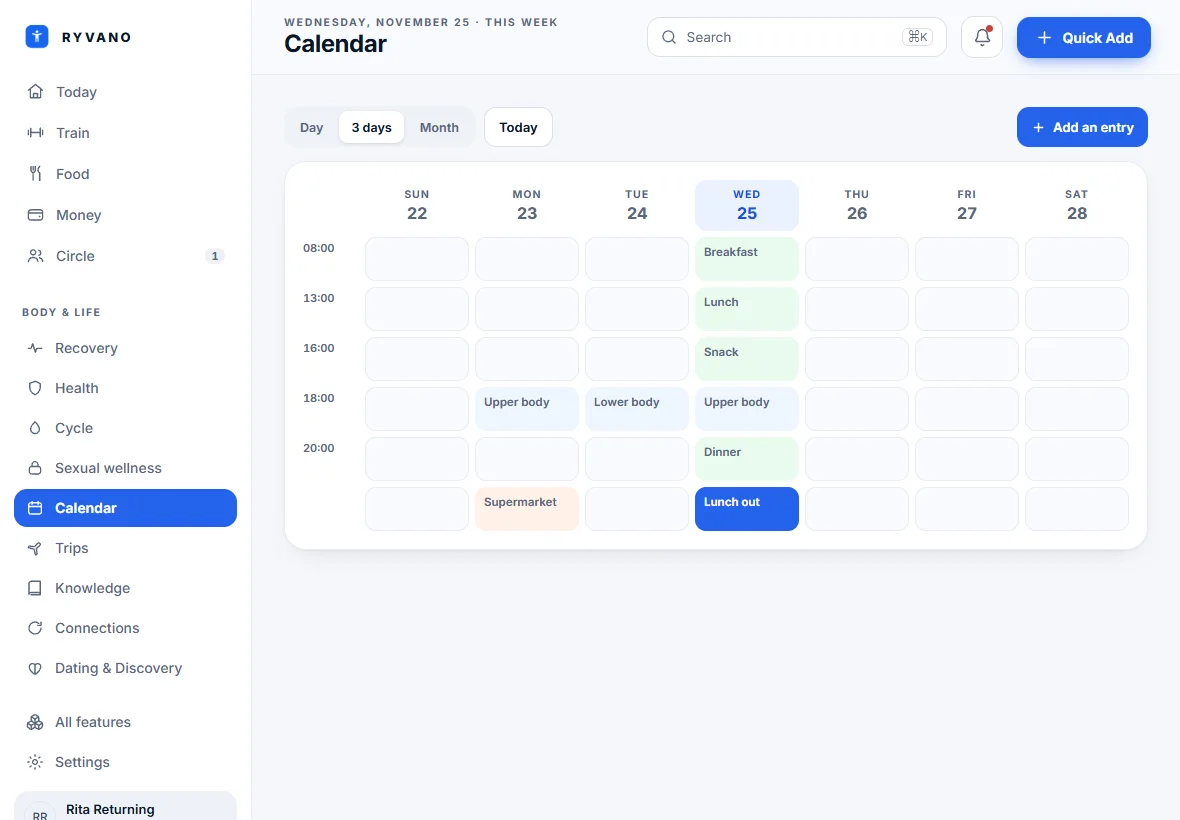 RYVANO
Today
Train
Food
Money
Circle 1
BODY & LIFE
Recovery
Health
Cycle
Sexual wellness
Calendar
Trips
Knowledge
Connections
Dating & Discovery
All features
Settings
RR Rita Returning
WEDNESDAY, NOVEMBER 25 · THIS WEEK
Calendar
Search ⌘K
Quick Add
Day 3 days Month Today
Add an entry
SUN MON TUE WED THU FRI SAT
22 23 24 25 26 27 28
08:00 Breakfast
13:00 Lunch
16:00 Snack
18:00 Upper body Lower body Upper body
20:00 Dinner
Supermarket Lunch out